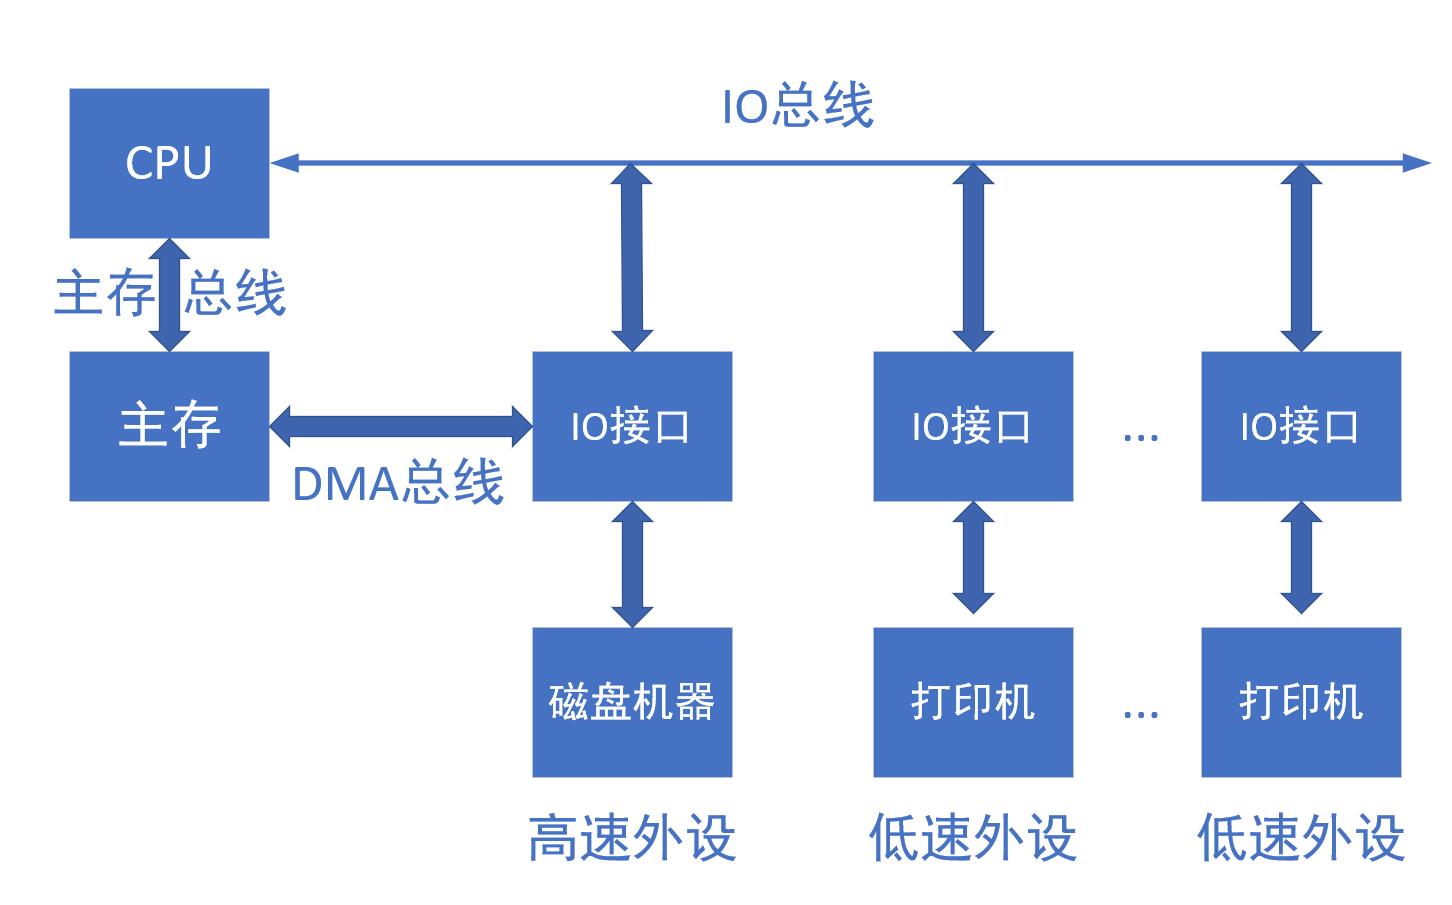 IO总线
CPU
主存 总线
主存
IO接口
IO接口
...
IO接口
DMA总线
磁盘机器
打印机
...
打印机
高速外设
低速外设
低速外设